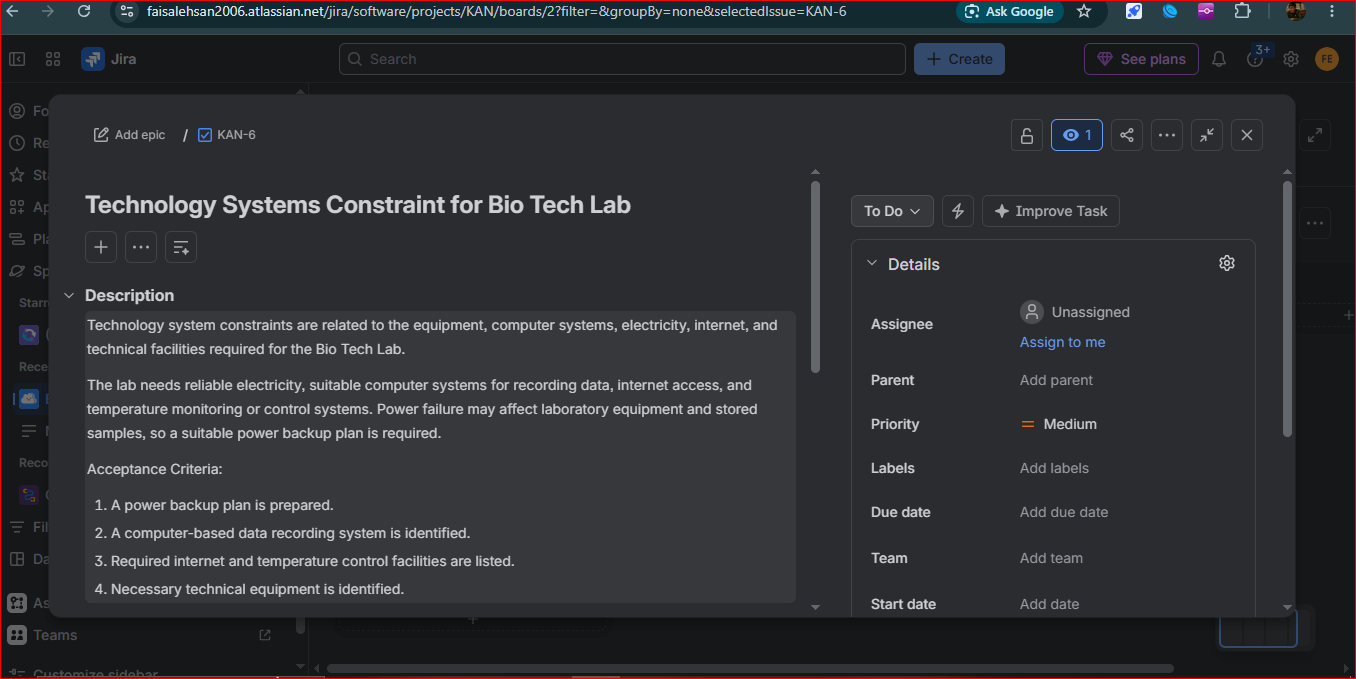 faisalehsan2006.atlassian.net/jira/software/projects/KAN/boards/2?filter=&groupBy=none&selectedIssue=KAN-6
Ask Google
Jira
Search
Create
See plans
3+
FE
Add epic / KAN-6
1
Technology Systems Constraint for Bio Tech Lab
To Do
Improve Task
Description
Technology system constraints are related to the equipment, computer systems, electricity, internet, and
technical facilities required for the Bio Tech Lab.
The lab needs reliable electricity, suitable computer systems for recording data, internet access, and
temperature monitoring or control systems. Power failure may affect laboratory equipment and stored
samples, so a suitable power backup plan is required.
Acceptance Criteria:
1. A power backup plan is prepared.
2. A computer-based data recording system is identified.
3. Required internet and temperature control facilities are listed.
4. Necessary technical equipment is identified.
Details
Assignee
Unassigned
Assign to me
Parent
Add parent
Priority
Medium
Labels
Add labels
Due date
Add due date
Team
Add team
Start date
Add date
Teams
Customize sidebar